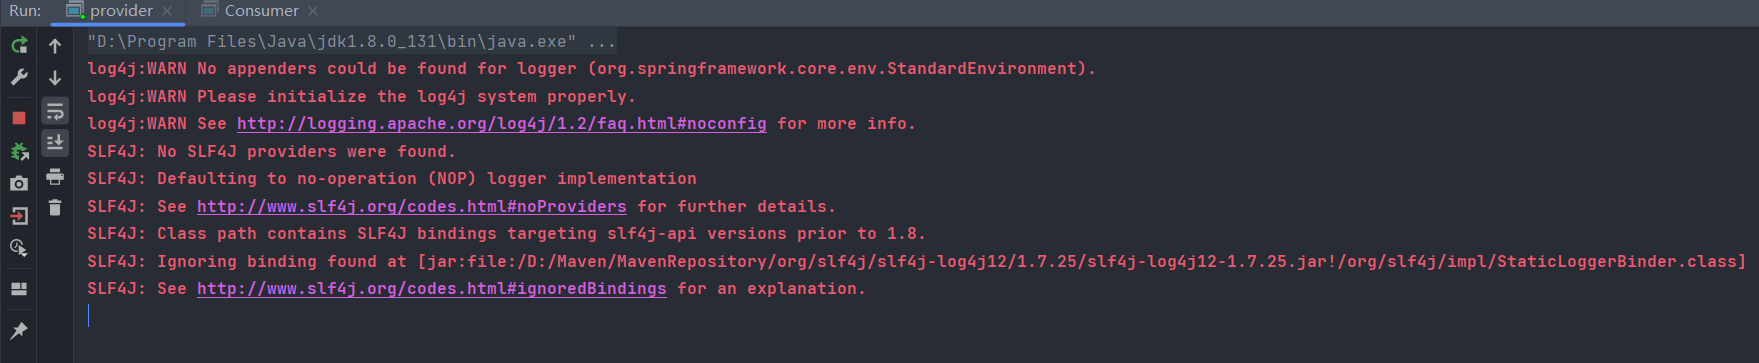 Run: provider × Consumer ×
"D:\Program Files\Java\jdk1.8.0_131\bin\java.exe" ...
log4j:WARN No appenders could be found for logger (org.springframework.core.env.StandardEnvironment).
log4j:WARN Please initialize the log4j system properly.
log4j:WARN See http://logging.apache.org/log4j/1.2/faq.html#noconfig for more info.
SLF4J: No SLF4J providers were found.
SLF4J: Defaulting to no-operation (NOP) logger implementation
SLF4J: See http://www.slf4j.org/codes.html#noProviders for further details.
SLF4J: Class path contains SLF4J bindings targeting slf4j-api versions prior to 1.8.
SLF4J: Ignoring binding found at [jar:file:/D:/Maven/MavenRepository/org/slf4j/slf4j-log4j12/1.7.25/slf4j-log4j12-1.7.25.jar!/org/slf4j/impl/StaticLoggerBinder.class]
SLF4J: See http://www.slf4j.org/codes.html#ignoredBindings for an explanation.